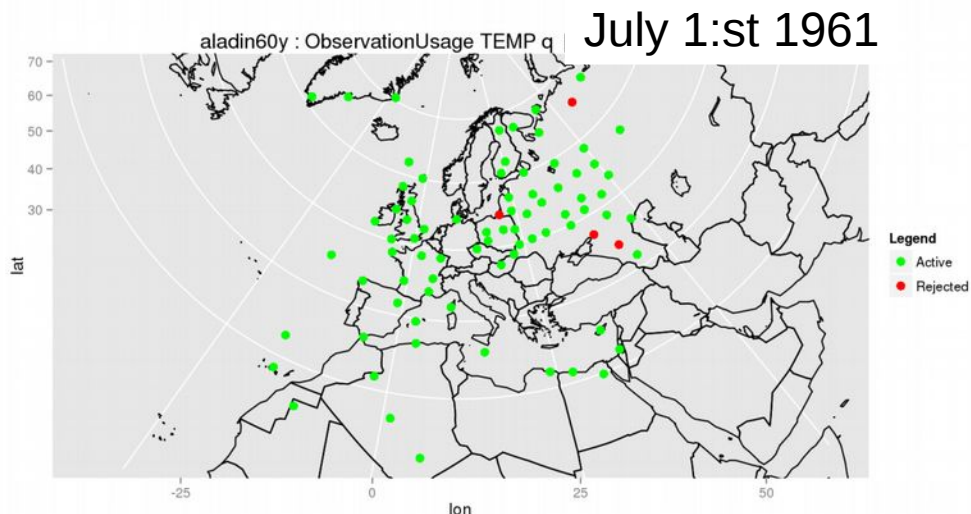 July 1:st 1961
aladin60y : ObservationUsage TEMP q
70
60
50
40
30
lat
-25
0
25
50
lon
Legend
Active
Rejected